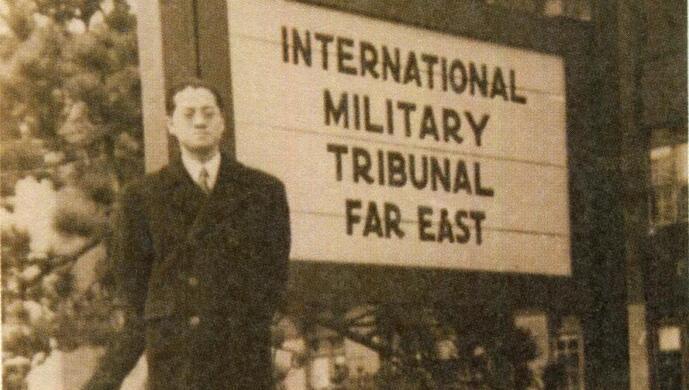 INTERNATIONAL
MILITARY
TRIBUNAL
FAR EAST